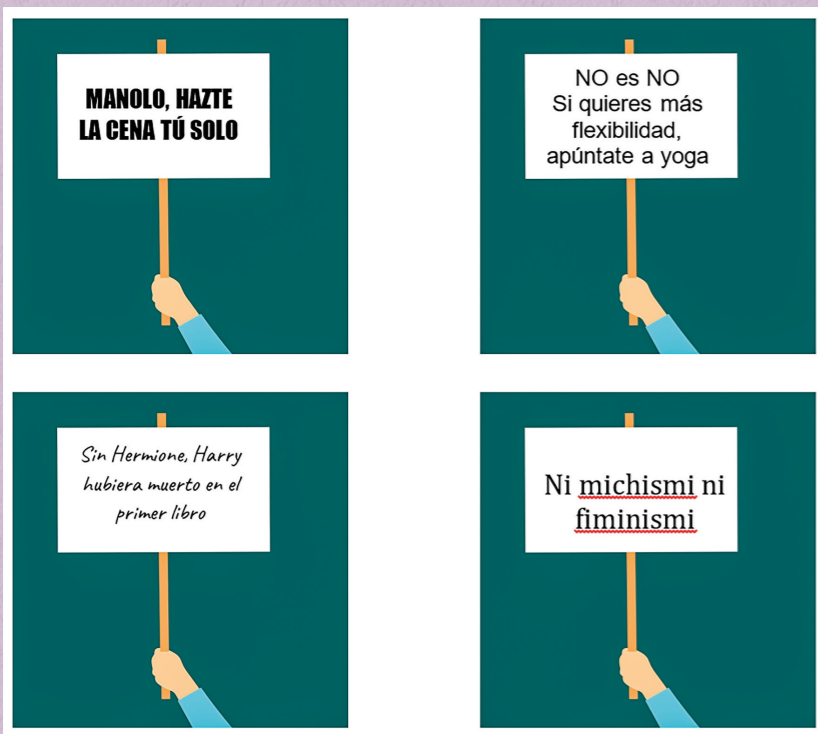 MANOLO, HAZTE
LA CENA TÚ SOLO
NO es NO
Si quieres más
flexibilidad,
apúntate a yoga
Sin Hermione, Harry
hubiera muerto en el
primer libro
Ni michismi ni
fiminismi